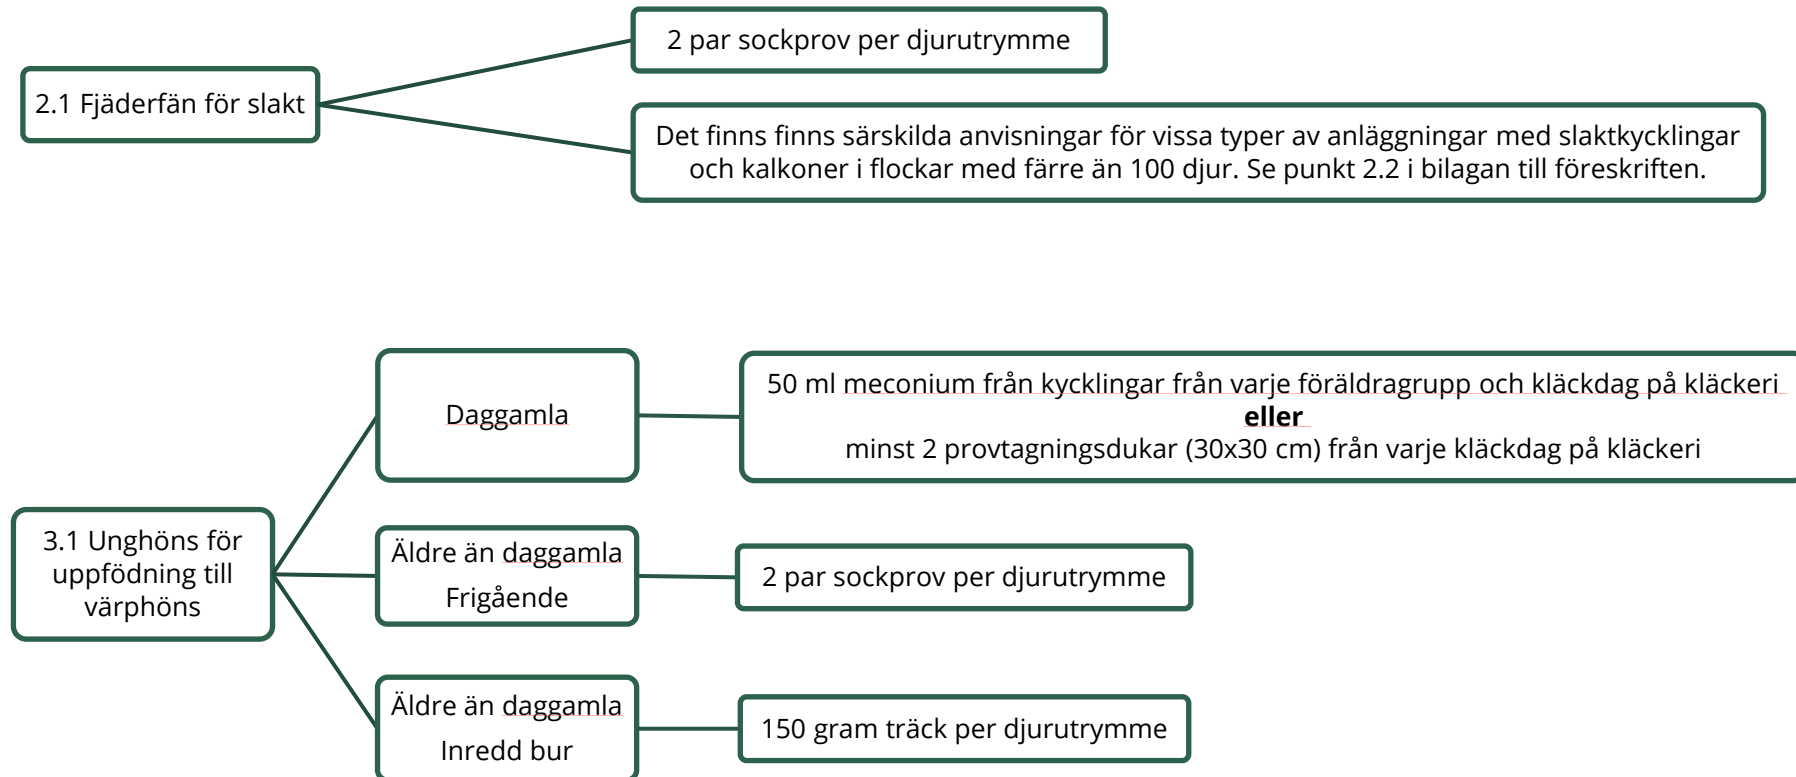 2 par sockprov per djurutrymme
2.1 Fjäderfän för slakt
Det finns finns särskilda anvisningar för vissa typer av anläggningar med slaktkycklingar
och kalkoner i flockar med färre än 100 djur. Se punkt 2.2 i bilagan till föreskriften.
Daggamla
50 ml meconium från kycklingar från varje föräldragrupp och kläckdag på kläckeri
eller
minst 2 provtagningsdukar (30x30 cm) från varje kläckdag på kläckeri
3.1 Unghöns för
uppfödning till
värphöns
Äldre än daggamla
Frigående
2 par sockprov per djurutrymme
Äldre än daggamla
Inredd bur
150 gram träck per djurutrymme